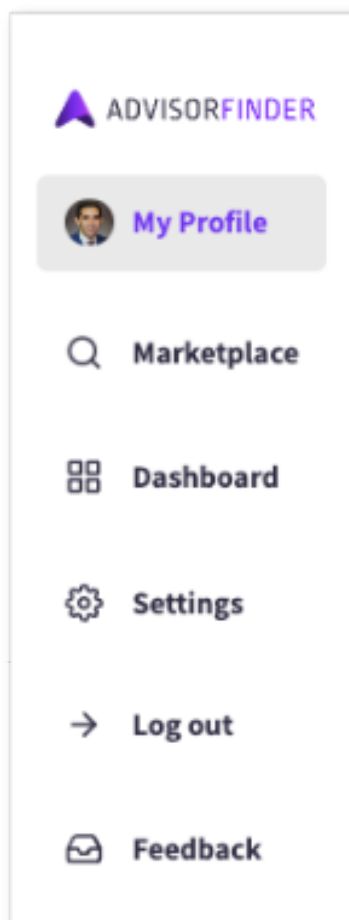 ADVISORFINDER
My Profile
Marketplace
Dashboard
Settings
Log out
Feedback